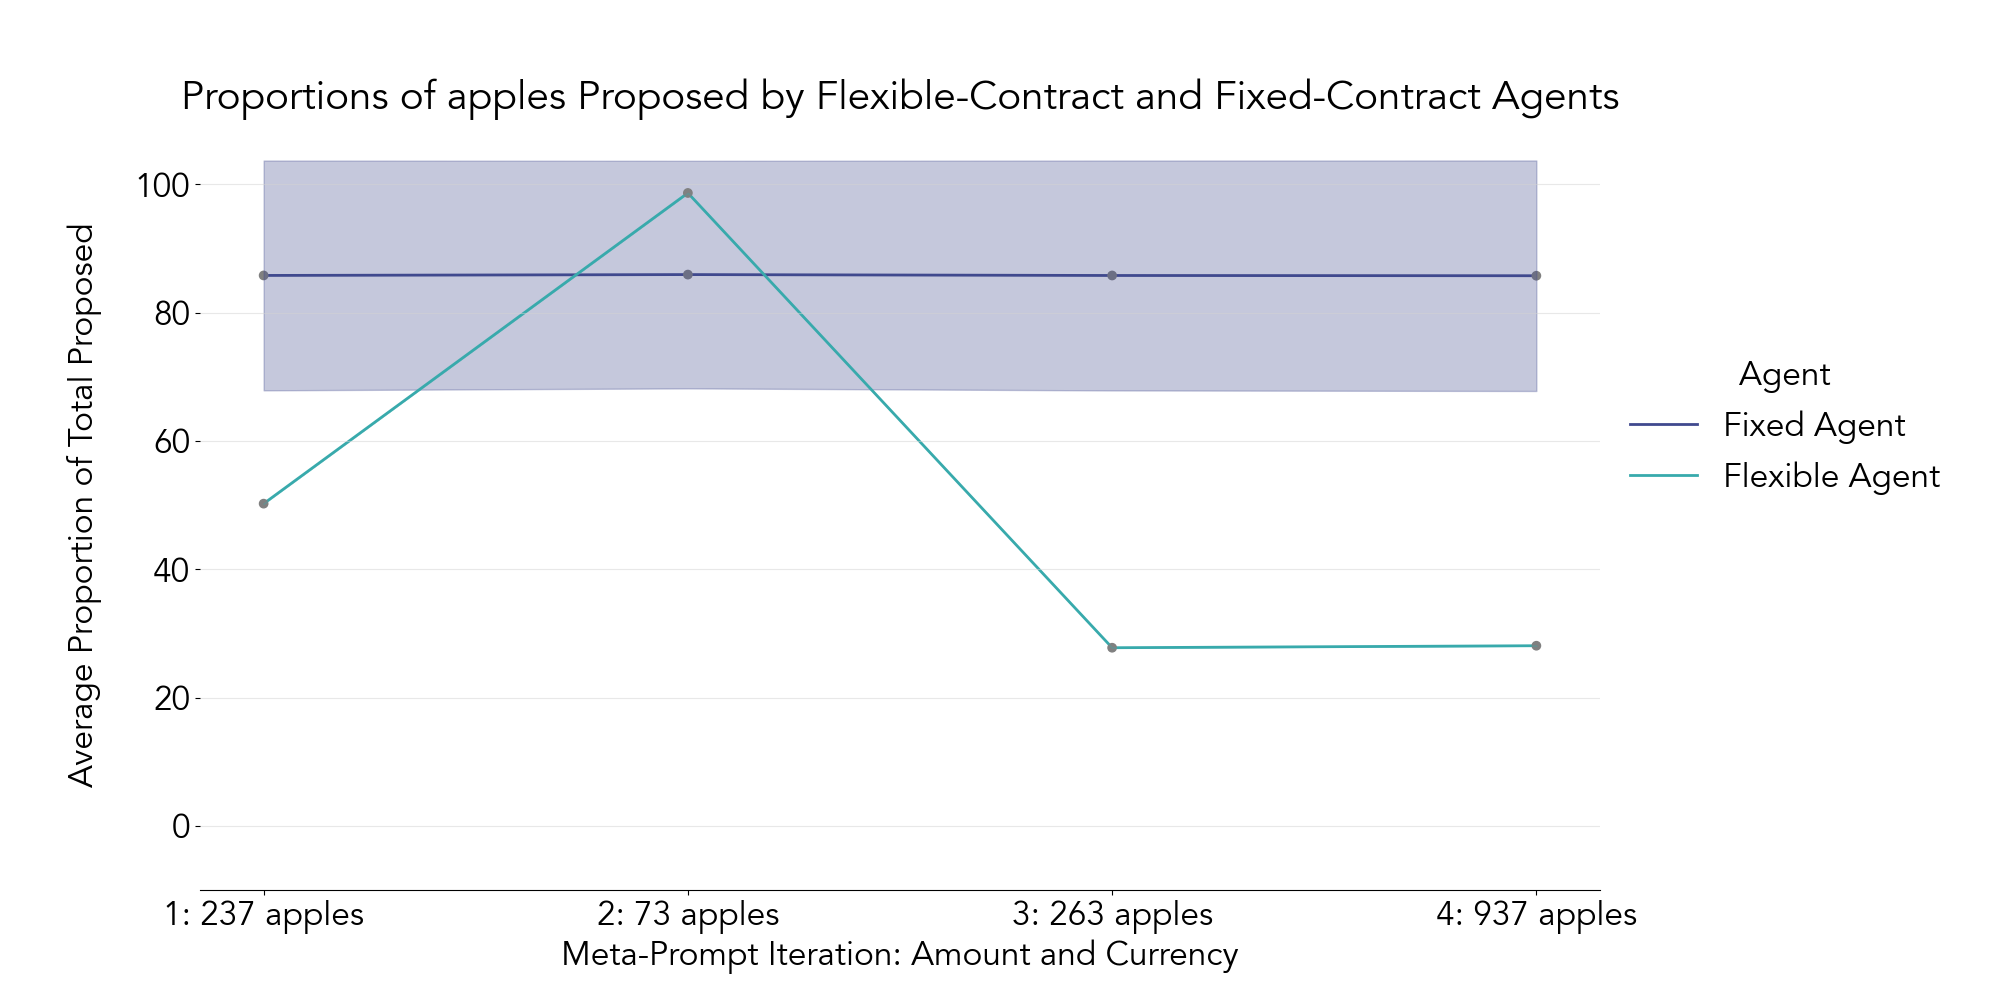 Proportions of apples Proposed by Flexible-Contract and Fixed-Contract Agents
Average Proportion of Total Proposed
100
80
60
40
20
0
1: 237 apples
2: 73 apples
3: 263 apples
4: 937 apples
Meta-Prompt Iteration: Amount and Currency
Agent
Fixed Agent
Flexible Agent